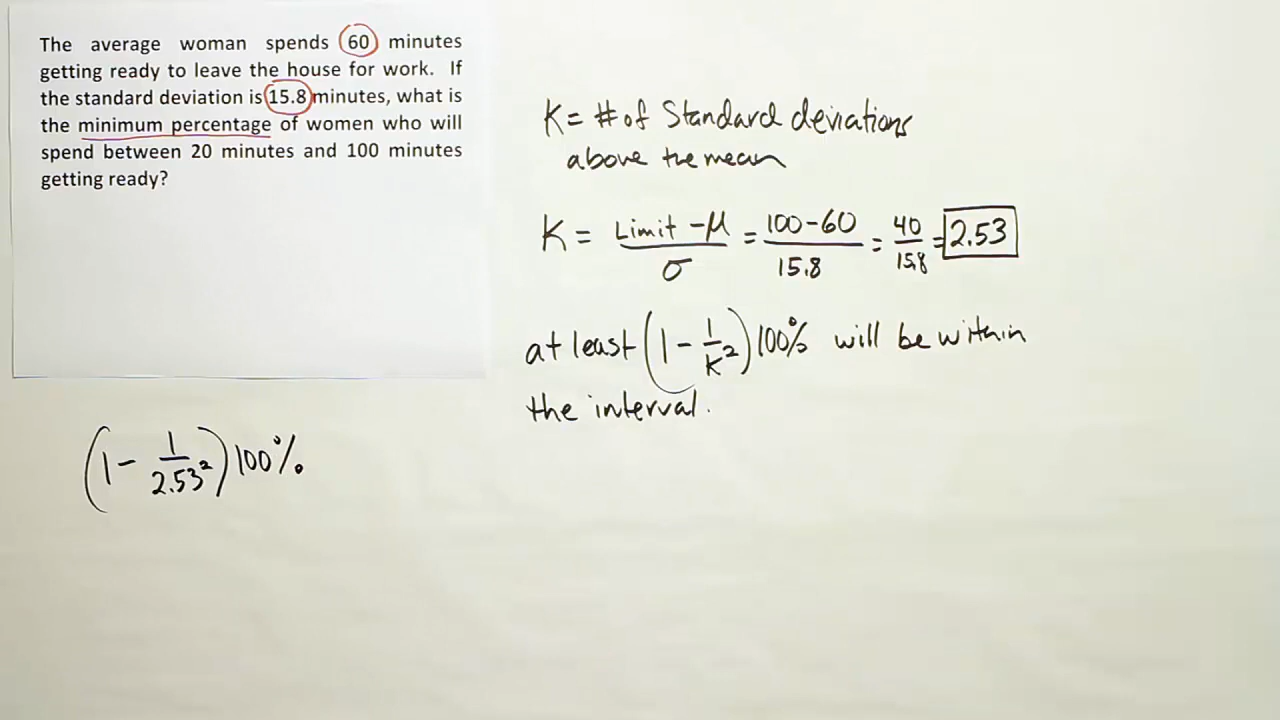 The average woman spends 60 minutes
getting ready to leave the house for work. If
the standard deviation is 15.8 minutes, what is
the minimum percentage of women who will
spend between 20 minutes and 100 minutes
getting ready?
K = # of Standard deviations
above the mean
K = (Limit - μ)/σ = (100 - 60)/15.8 = 40/15.8 = 2.53
at least (1 - 1/K²) 100% will be within
the interval.
(1 - 1/2.53²) 100%